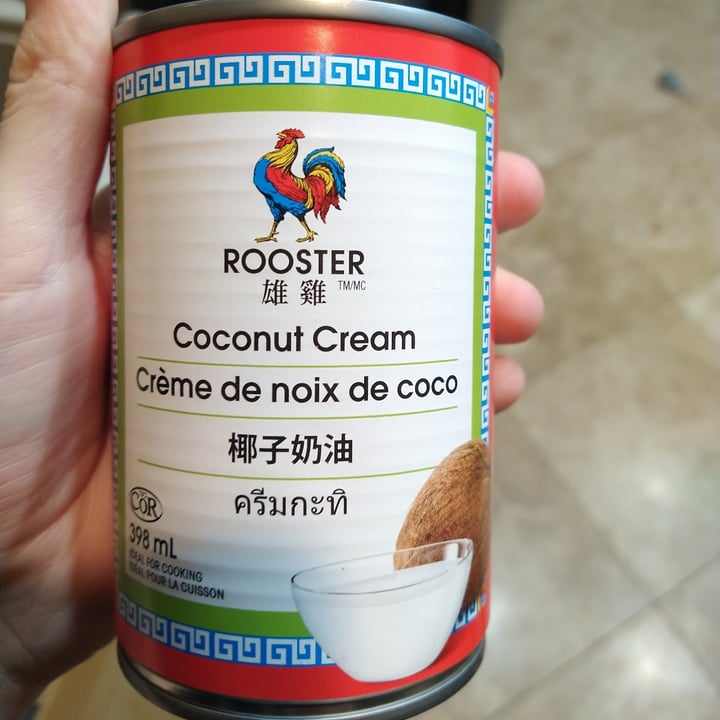 ROOSTER
雄雞 TM/MC
Coconut Cream
Crème de noix de coco
椰子奶油
ครีมกะทิ
COR
398 mL
IDEAL FOR COOKING
IDÉAL POUR LA CUISSON